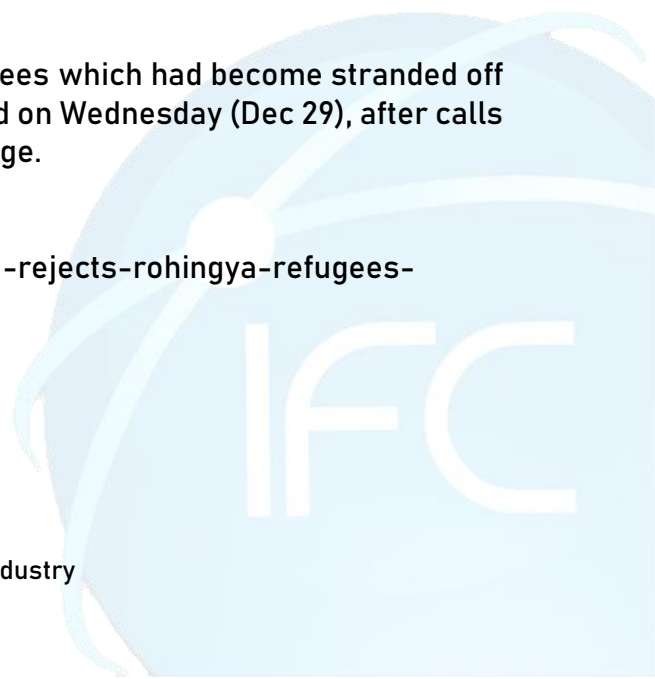 ees which had become stranded off
d on Wednesday (Dec 29), after calls
ge.
-rejects-rohingya-refugees-
IFC
dustry